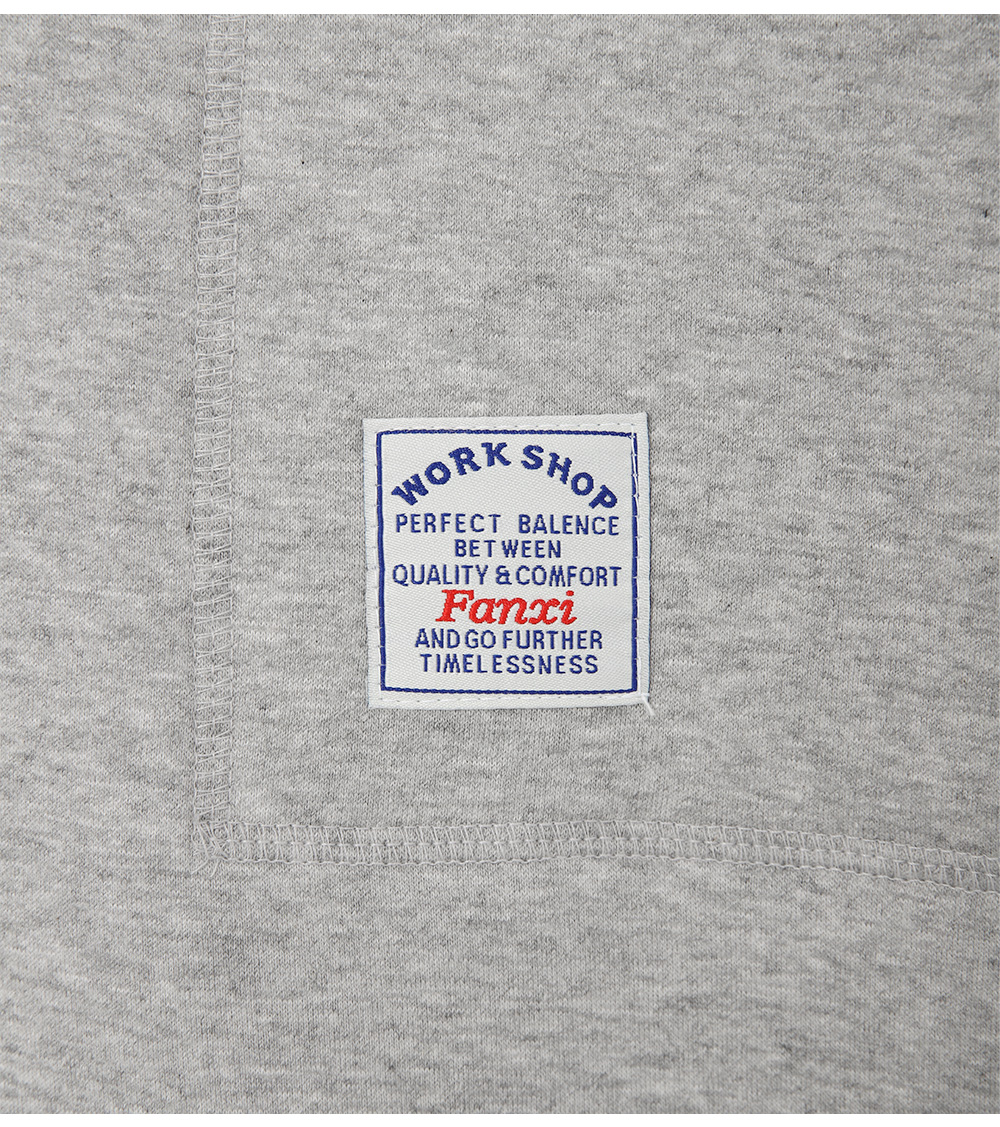 WORK SHOP
PERFECT BALENCE
BETWEEN
QUALITY & COMFORT
Fanxi
AND GO FURTHER
TIMELESSNESS